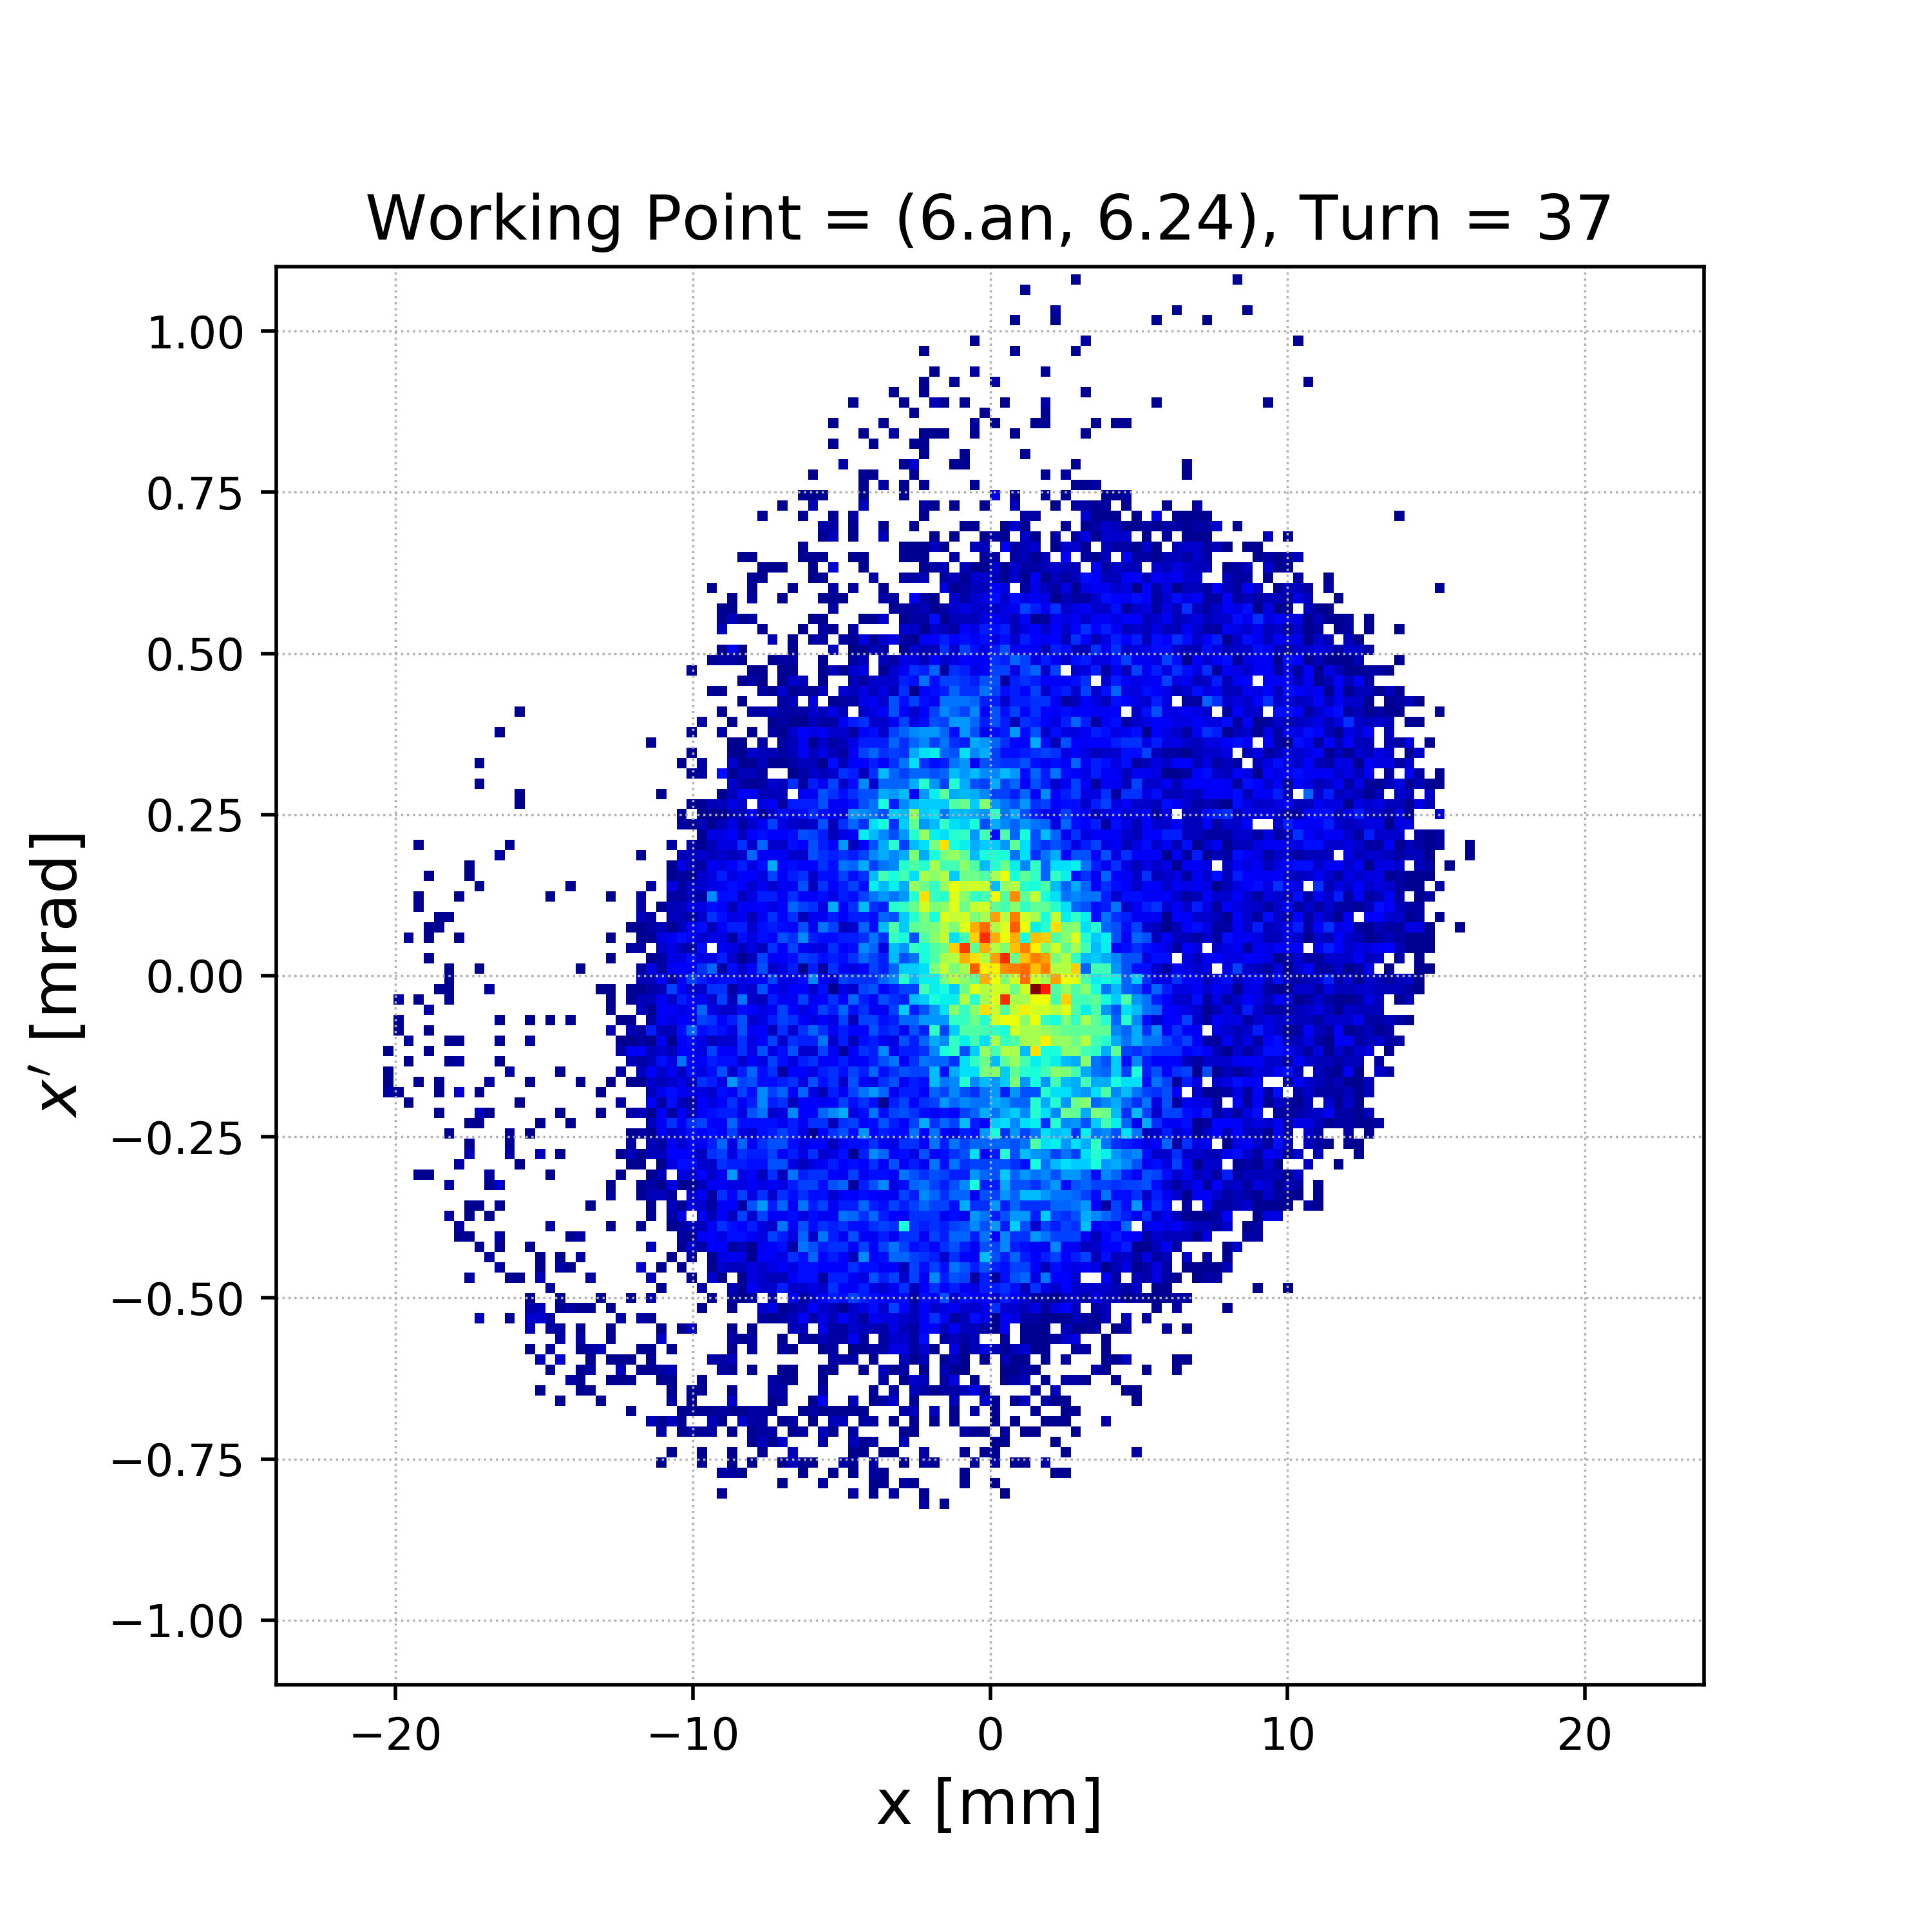 Working Point = (6.an, 6.24), Turn = 37
1.00
0.75
0.50
0.25
0.00
−0.25
−0.50
−0.75
−1.00
x′ [mrad]
−20 −10 0 10 20
x [mm]